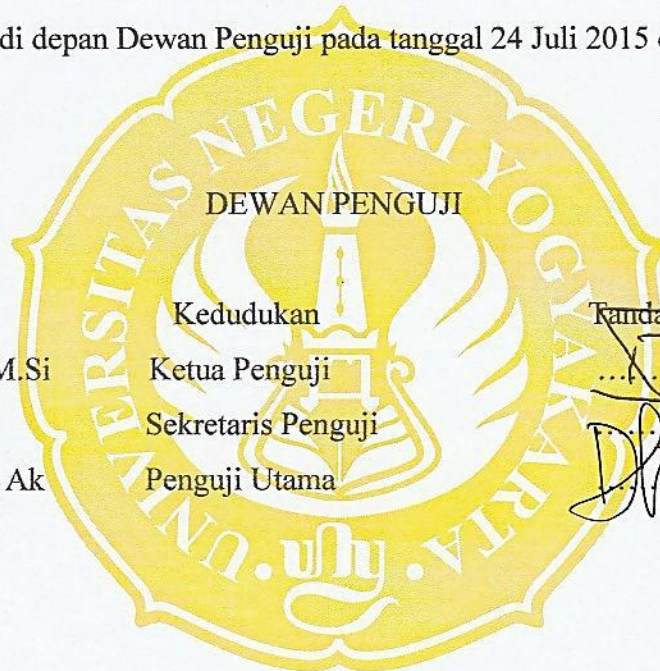 di depan Dewan Penguji pada tanggal 24 Juli 2015
UNIVERSITAS NEGERI YOGYAKARTA
DEWAN PENGUJI
Kedudukan Tanda
M.Si Ketua Penguji
Sekretaris Penguji
Ak Penguji Utama
uny